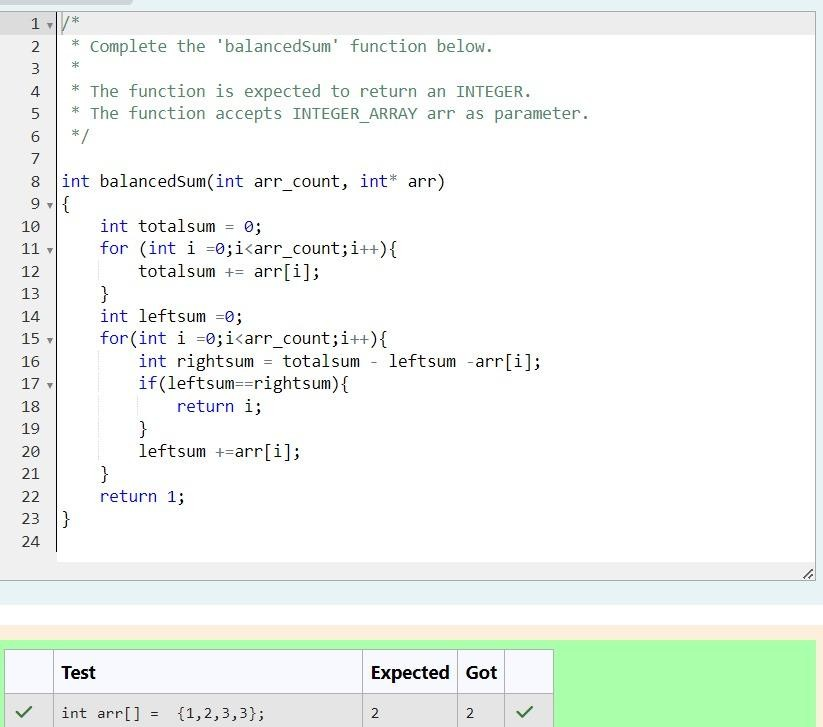 1 /*
2 * Complete the 'balancedSum' function below.
3 *
4 * The function is expected to return an INTEGER.
5 * The function accepts INTEGER_ARRAY arr as parameter.
6 */
7
8 int balancedSum(int arr_count, int* arr)
9 {
10 int totalsum = 0;
11 for (int i =0;i<arr_count;i++){
12 totalsum += arr[i];
13 }
14 int leftsum =0;
15 for(int i =0;i<arr_count;i++){
16 int rightsum = totalsum - leftsum -arr[i];
17 if(leftsum==rightsum){
18 return i;
19 }
20 leftsum +=arr[i];
21 }
22 return 1;
23 }
24
Test Expected Got
int arr[] = {1,2,3,3}; 2 2